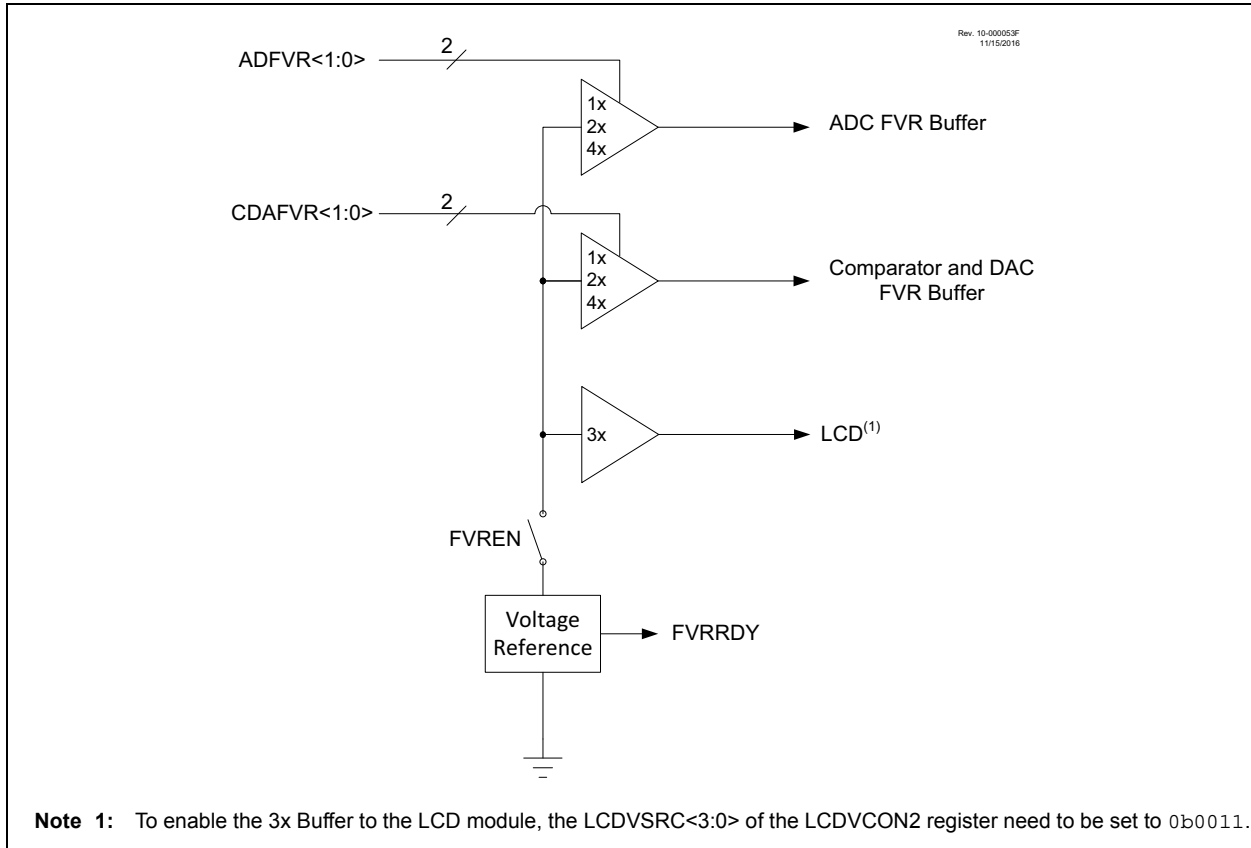 Rev. 10-000053F
11/15/2016
ADFVR<1:0>
2
1x
2x
4x
ADC FVR Buffer
CDAFVR<1:0>
2
1x
2x
4x
Comparator and DAC
FVR Buffer
3x
LCD(1)
FVREN
Voltage
Reference
FVRRDY
Note 1: To enable the 3x Buffer to the LCD module, the LCDVSRC<3:0> of the LCDVCON2 register need to be set to 0b0011.